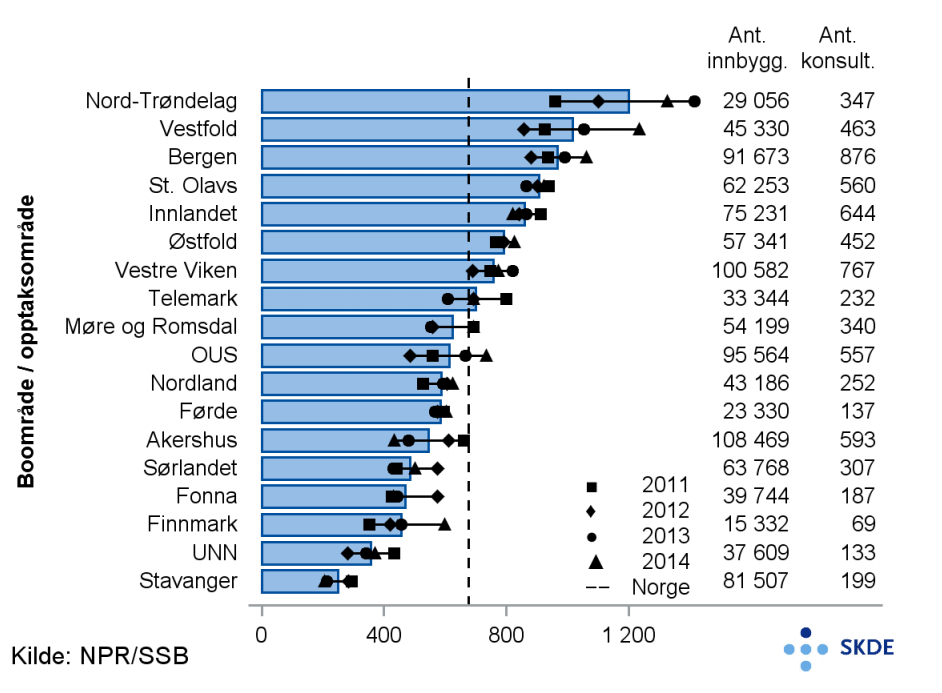 Ant. Ant.
innbygg. konsult.
Nord-Trøndelag 29 056 347
Vestfold 45 330 463
Bergen 91 673 876
St. Olavs 62 253 560
Innlandet 75 231 644
Østfold 57 341 452
Vestre Viken 100 582 767
Telemark 33 344 232
Møre og Romsdal 54 199 340
OUS 95 564 557
Nordland 43 186 252
Førde 23 330 137
Akershus 108 469 593
Sørlandet 63 768 307
Fonna 39 744 187
Finnmark 15 332 69
UNN 37 609 133
Stavanger 81 507 199
Boområde / opptaksområde
2011
2012
2013
2014
Norge
0 400 800 1 200
Kilde: NPR/SSB
SKDE